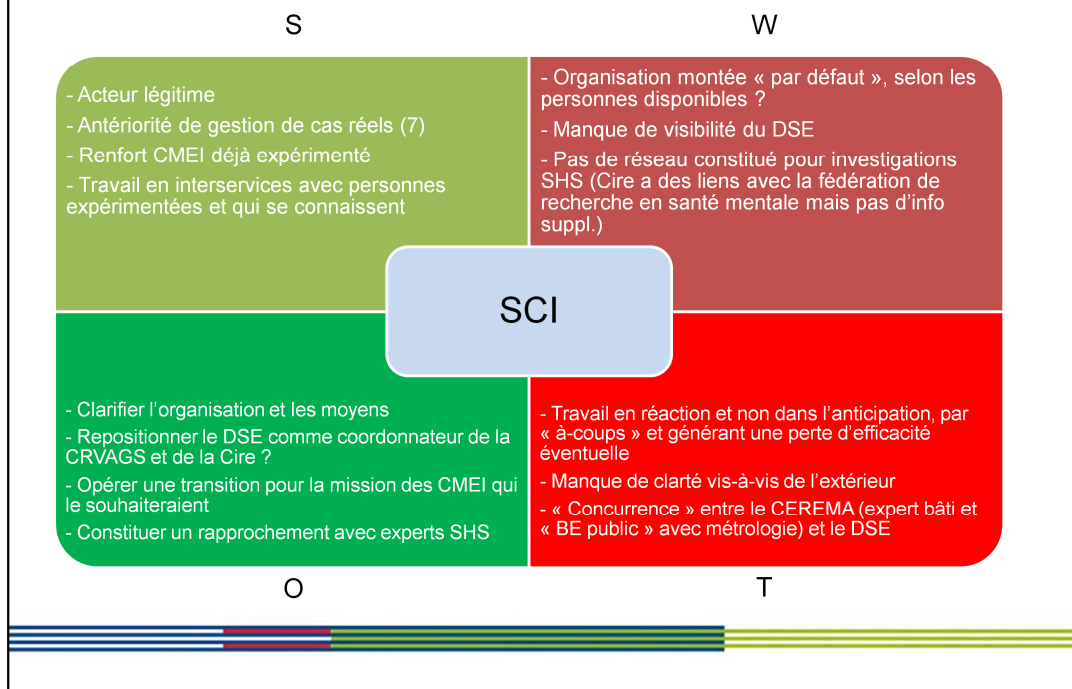 S
W
- Acteur légitime
- Antériorité de gestion de cas réels (7)
- Renfort CMEI déjà expérimenté
- Travail en interservices avec personnes
expérimentées et qui se connaissent
- Organisation montée « par défaut », selon les
personnes disponibles ?
- Manque de visibilité du DSE
- Pas de réseau constitué pour investigations
SHS (Cire a des liens avec la fédération de
recherche en santé mentale mais pas d’info
suppl.)
SCI
- Clarifier l’organisation et les moyens
- Repositionner le DSE comme coordonnateur de la
CRVAGS et de la Cire ?
- Opérer une transition pour la mission des CMEI qui
le souhaiteraient
- Constituer un rapprochement avec experts SHS
- Travail en réaction et non dans l’anticipation, par
« à-coups » et générant une perte d’efficacité
éventuelle
- Manque de clarté vis-à-vis de l’extérieur
- « Concurrence » entre le CEREMA (expert bâti et
« BE public » avec métrologie) et le DSE
O
T